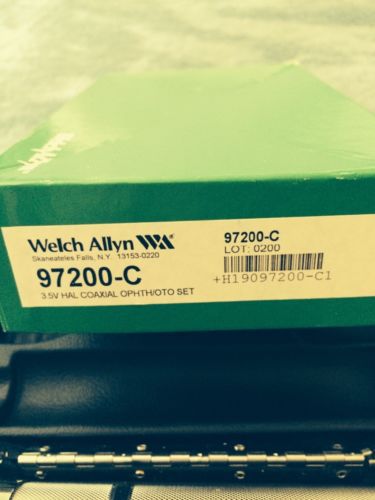 Welch Allyn WA
Skaneateles Falls, N.Y. 13153-0220
97200-C
3.5V HAL COAXIAL OPHTH/OTO SET
97200-C
LOT: 0200
+H19097200-C1